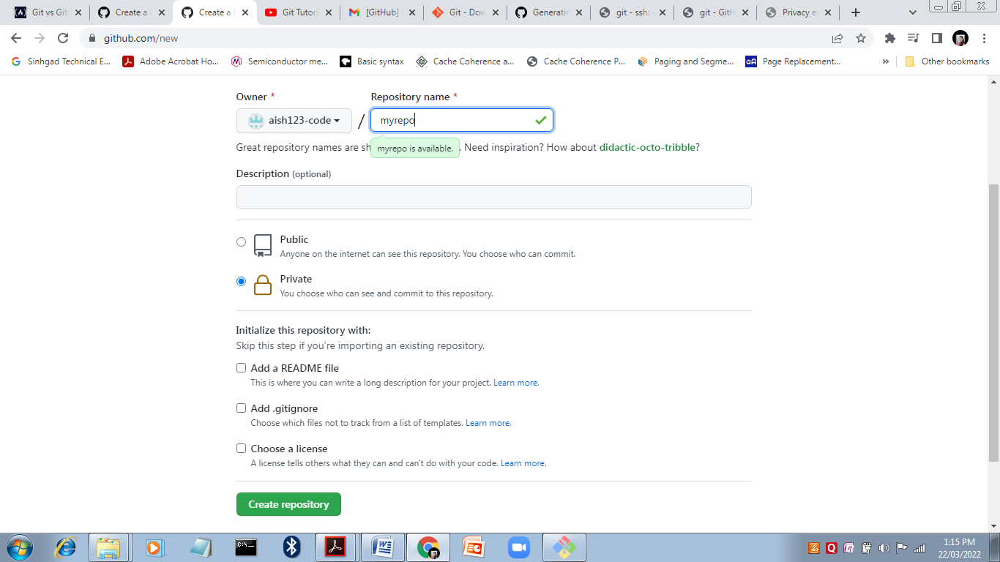 Git vs Gitl
Create a r
Create a l
Git Tutori
[GitHub]
Git - Dow
Generatin
git - ssh:
git - GitH
Privacy e
github.com/new
Sinhgad Technical E...
Adobe Acrobat Ho...
Semiconductor me...
Basic syntax
Cache Coherence a...
Cache Coherence P...
Paging and Segme...
Page Replacement...
»
Other bookmarks
Owner *
Repository name *
aish123-code
/
myrepo
Great repository names are sh
myrepo is available.
. Need inspiration? How about didactic-octo-tribble?
Description (optional)
Public
Anyone on the internet can see this repository. You choose who can commit.
Private
You choose who can see and commit to this repository.
Initialize this repository with:
Skip this step if you're importing an existing repository.
Add a README file
This is where you can write a long description for your project. Learn more.
Add .gitignore
Choose which files not to track from a list of templates. Learn more.
Choose a license
A license tells others what they can and can't do with your code. Learn more.
Create repository
1:15 PM
22/03/2022